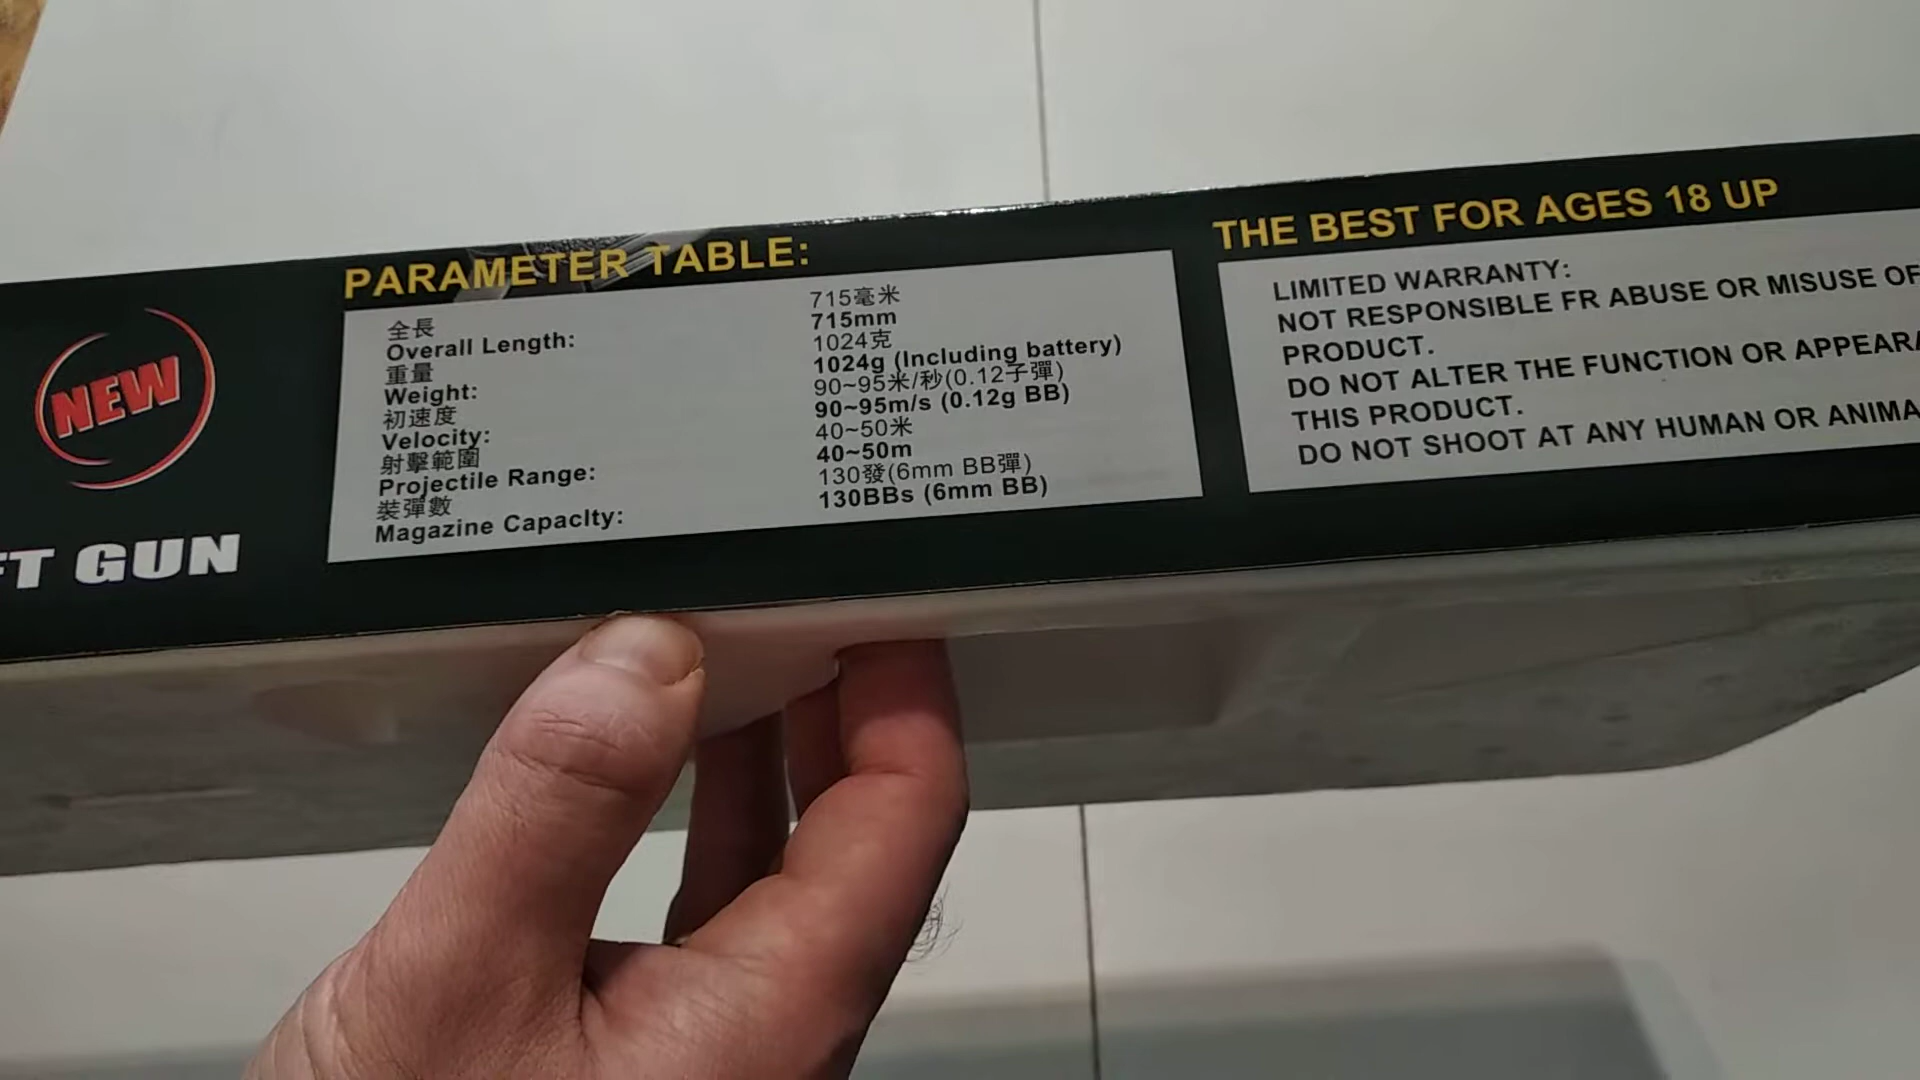 NEW
FT GUN
PARAMETER TABLE:
全長 715毫米
Overall Length: 715mm
重量 1024克
Weight: 1024g (Including battery)
初速度 90~95米/秒(0.12子彈)
Velocity: 90~95m/s (0.12g BB)
射擊範圍 40~50米
Projectile Range: 40~50m
裝彈數 130發(6mm BB彈)
Magazine Capaclty: 130BBs (6mm BB)
THE BEST FOR AGES 18 UP
LIMITED WARRANTY:
NOT RESPONSIBLE FR ABUSE OR MISUSE OF
PRODUCT.
DO NOT ALTER THE FUNCTION OR APPEARA
THIS PRODUCT.
DO NOT SHOOT AT ANY HUMAN OR ANIMA